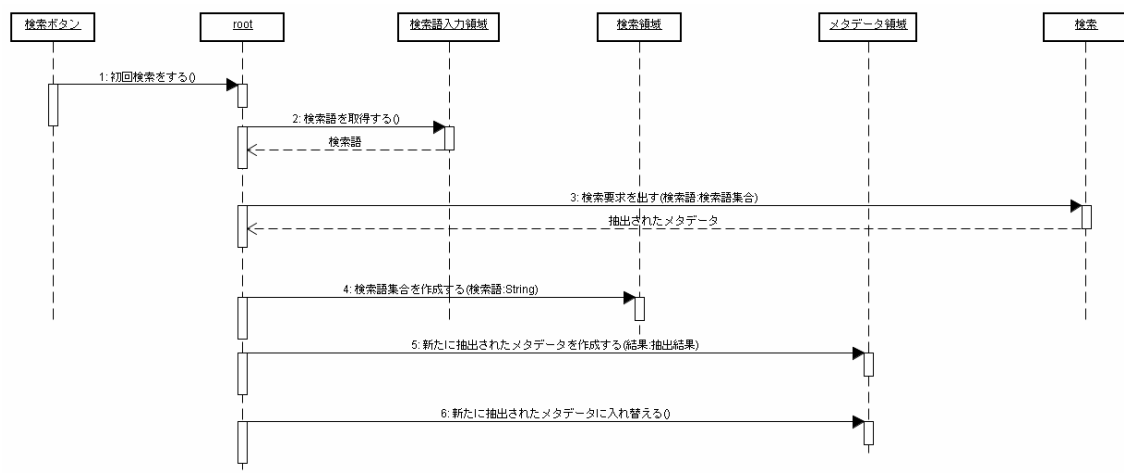 検索ボタン
root
検索語入力領域
検索領域
メタデータ領域
検索
1: 初回検索をする()
2: 検索語を取得する()
検索語
3: 検索要求を出す(検索語:検索語集合)
抽出されたメタデータ
4: 検索語集合を作成する(検索語:String)
5: 新たに抽出されたメタデータを作成する(結果:抽出結果)
6: 新たに抽出されたメタデータに入れ替える()